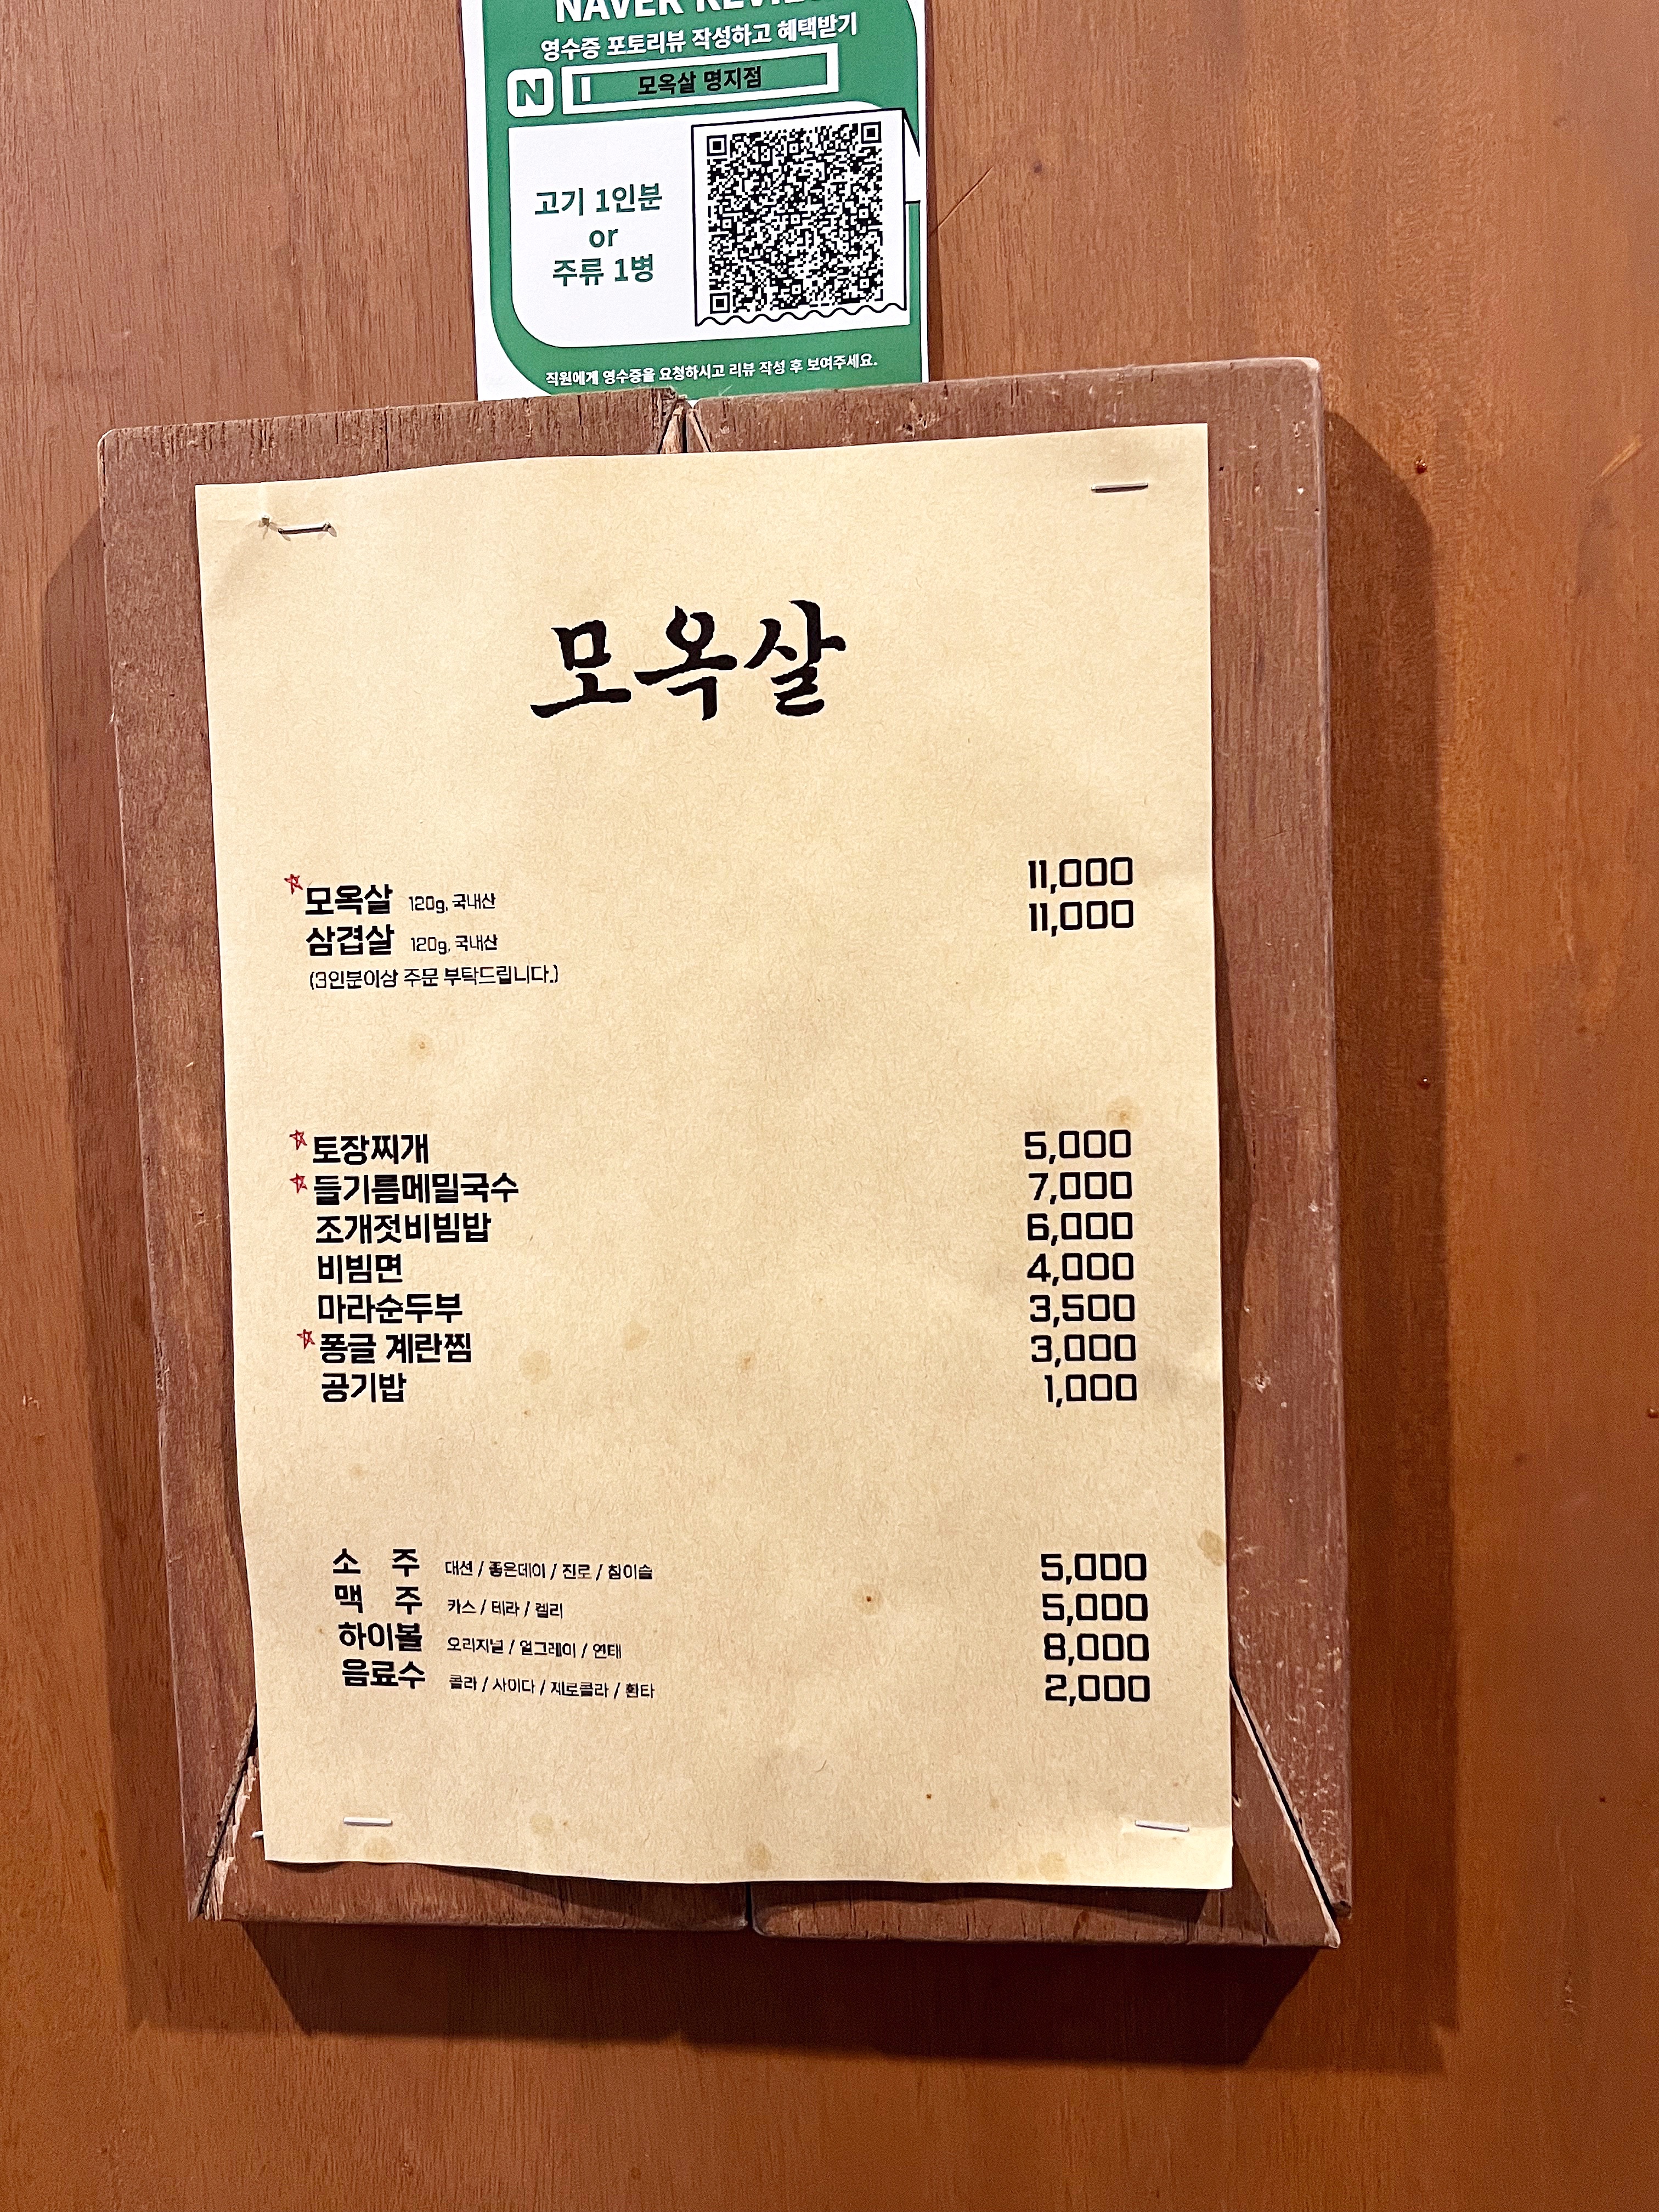 NAVER REVIEW
영수증 포토리뷰 작성하고 혜택받기
N 모옥살 명지점
고기 1인분
or
주류 1병
직원에게 영수증을 요청하시고 리뷰 작성 후 보여주세요.
모옥살
모옥살 120g, 국내산 11,000
삼겹살 120g, 국내산 11,000
(3인분이상 주문 부탁드립니다.)
토장찌개 5,000
들기름메밀국수 7,000
조개젓비빔밥 6,000
비빔면 4,000
마라순두부 3,500
퐁글 계란찜 3,000
공기밥 1,000
소 주 대선 / 좋은데이 / 진로 / 참이슬 5,000
맥 주 카스 / 테라 / 켈리 5,000
하이볼 오리지널 / 얼그레이 / 연태 8,000
음료수 콜라 / 사이다 / 제로콜라 / 환타 2,000